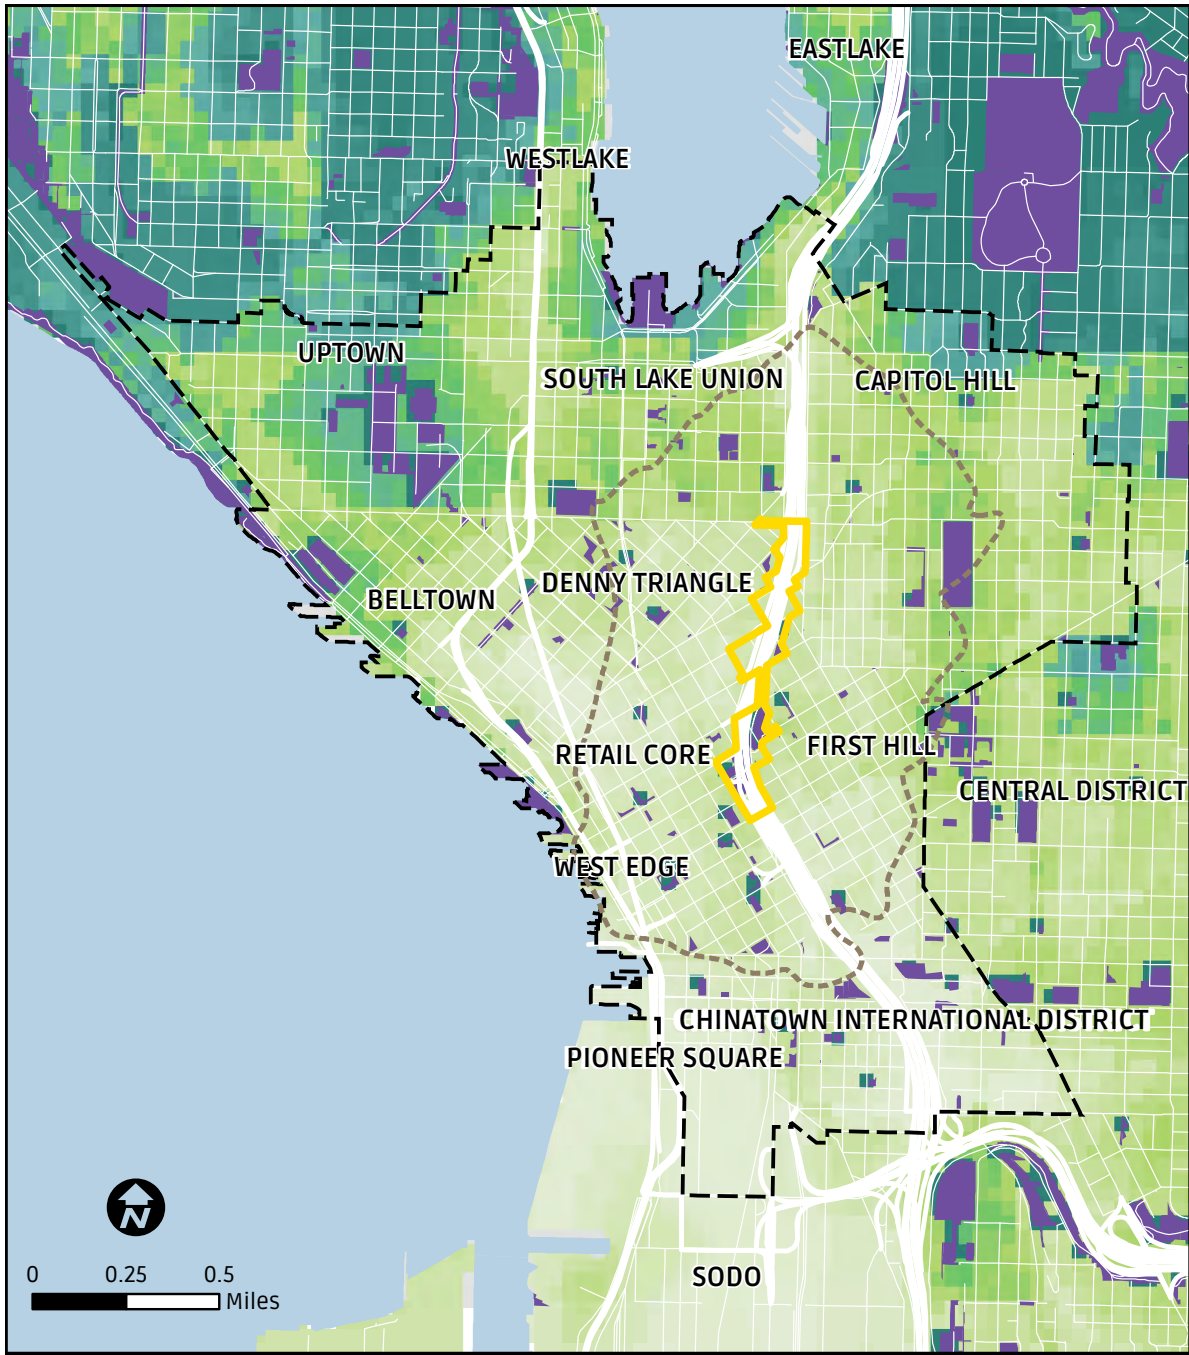 EASTLAKE
WESTLAKE
UPTOWN
SOUTH LAKE UNION
CAPITOL HILL
DENNY TRIANGLE
BELLTOWN
RETAIL CORE
FIRST HILL
CENTRAL DISTRICT
WEST EDGE
CHINATOWN INTERNATIONAL DISTRICT
PIONEER SQUARE
N
SODO
0 0.25 0.5
Miles